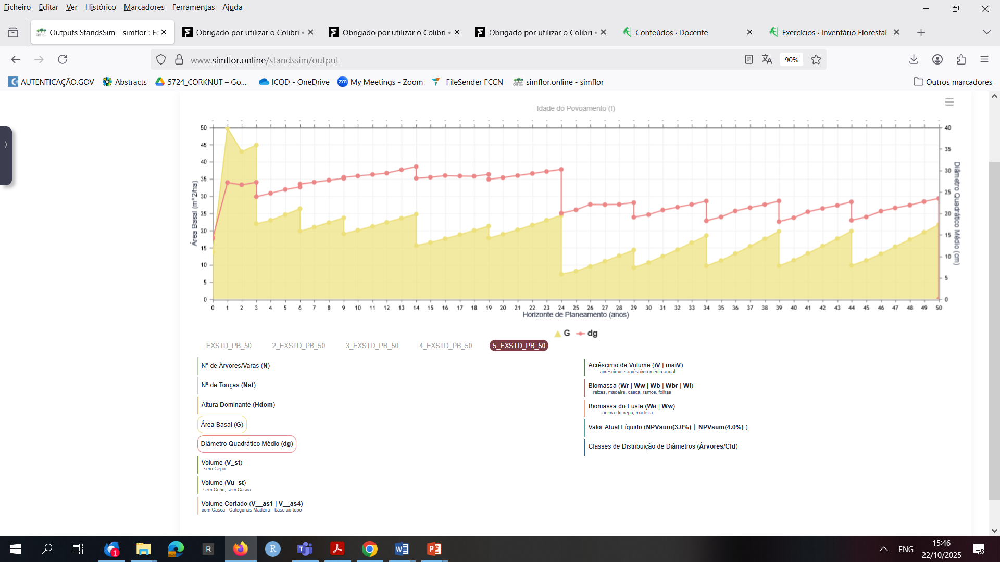 Ficheiro Editar Ver Histórico Marcadores Ferramentas Ajuda
Outputs StandsSim - simflor : Fo
Obrigado por utilizar o Colibri •
Obrigado por utilizar o Colibri •
Obrigado por utilizar o Colibri •
Conteúdos · Docente
Exercícios · Inventário Florestal
www.simflor.online/standssim/output
90%
AUTENTICAÇÃO.GOV
Abstracts
5724_CORKNUT – Go...
ICOD - OneDrive
zm My Meetings - Zoom
FileSender FCCN
simflor.online - simflor
Outros marcadores
Idade do Povoamento (t)
50 45 40 35 30 25 20 15 10 5 0
Área Basal (m^2/ha)
40 35 30 25 20 15 10 5 0
Diâmetro Quadrático Médio (cm)
0 1 2 3 4 5 6 7 8 9 10 11 12 13 14 15 16 17 18 19 20 21 22 23 24 25 26 27 28 29 30 31 32 33 34 35 36 37 38 39 40 41 42 43 44 45 46 47 48 49 50
Horizonte de Planeamento (anos)
G dg
EXSTD_PB_50 2_EXSTD_PB_50 3_EXSTD_PB_50 4_EXSTD_PB_50 5_EXSTD_PB_50
Nº de Árvores/Varas (N)
Nº de Touças (Nst)
Altura Dominante (Hdom)
Área Basal (G)
Diâmetro Quadrático Médio (dg)
Volume (V_st)
sem Cepo
Volume (Vu_st)
sem Cepo, sem Casca
Volume Cortado (V__as1 | V__as4)
com Casca - Categorias Madeira - base ao topo
Acréscimo de Volume (iV | maiV)
acréscimo e acréscimo médio anual
Biomassa (Wr | Ww | Wb | Wbr | Wl)
raizes, madeira, casca, ramos, folhas
Biomassa do Fuste (Wa | Ww)
acima do cepo, madeira
Valor Atual Líquido (NPVsum(3.0%) | NPVsum(4.0%) )
Classes de Distribuição de Diâmetros (Árvores/Cld)
1
R
R
ENG
15:46
22/10/2025